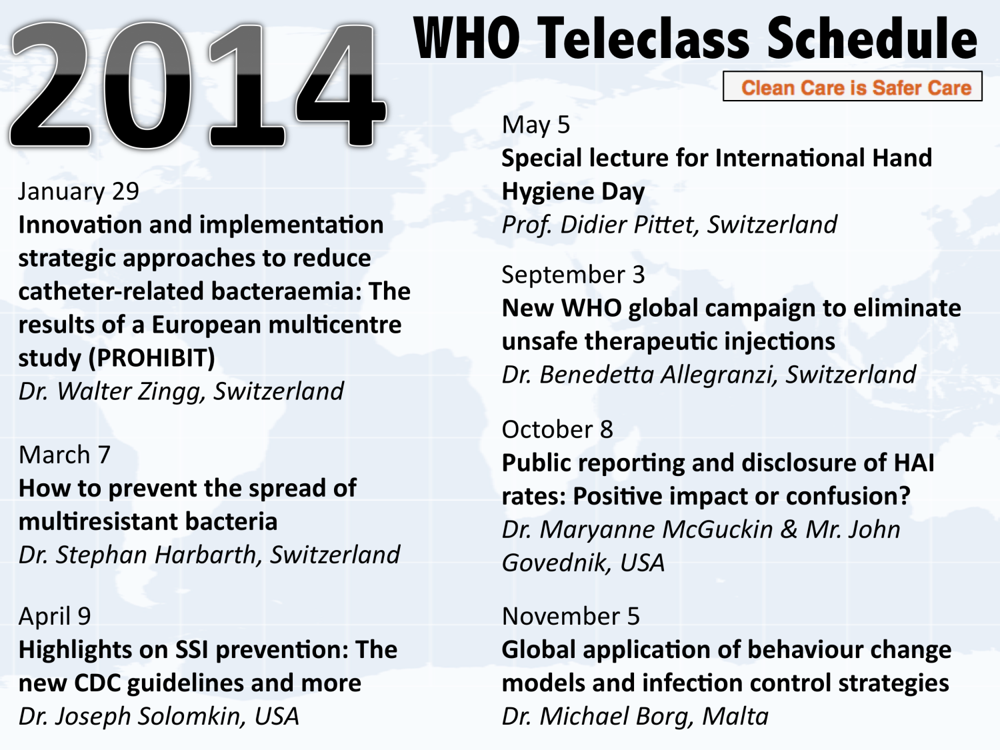 2014
WHO Teleclass Schedule
Clean Care is Safer Care
January 29
Innovation and implementation
strategic approaches to reduce
catheter-related bacteraemia: The
results of a European multicentre
study (PROHIBIT)
Dr. Walter Zingg, Switzerland
March 7
How to prevent the spread of
multiresistant bacteria
Dr. Stephan Harbarth, Switzerland
April 9
Highlights on SSI prevention: The
new CDC guidelines and more
Dr. Joseph Solomkin, USA
May 5
Special lecture for International Hand
Hygiene Day
Prof. Didier Pittet, Switzerland
September 3
New WHO global campaign to eliminate
unsafe therapeutic injections
Dr. Benedetta Allegranzi, Switzerland
October 8
Public reporting and disclosure of HAI
rates: Positive impact or confusion?
Dr. Maryanne McGuckin & Mr. John
Govednik, USA
November 5
Global application of behaviour change
models and infection control strategies
Dr. Michael Borg, Malta